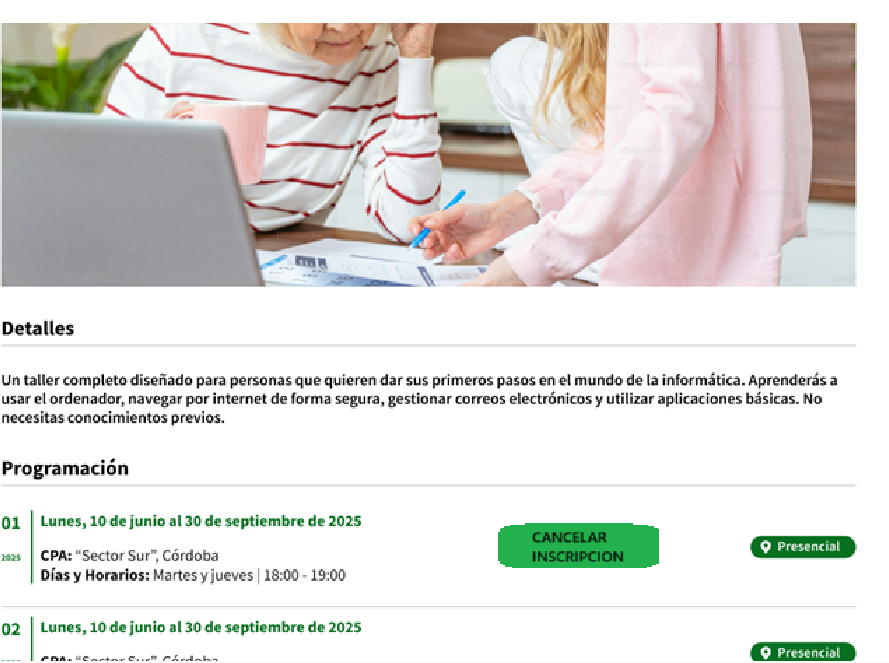 Detalles
Un taller completo diseñado para personas que quieren dar sus primeros pasos en el mundo de la informática. Aprenderás a
usar el ordenador, navegar por internet de forma segura, gestionar correos electrónicos y utilizar aplicaciones básicas. No
necesitas conocimientos previos.
Programación
01 Lunes, 10 de junio al 30 de septiembre de 2025
CANCELAR
INSCRIPCION
Presencial
2025 CPA: “Sector Sur”, Córdoba
Días y Horarios: Martes y jueves | 18:00 - 19:00
02 Lunes, 10 de junio al 30 de septiembre de 2025
Presencial
CPA: “Sector Sur”, Córdoba